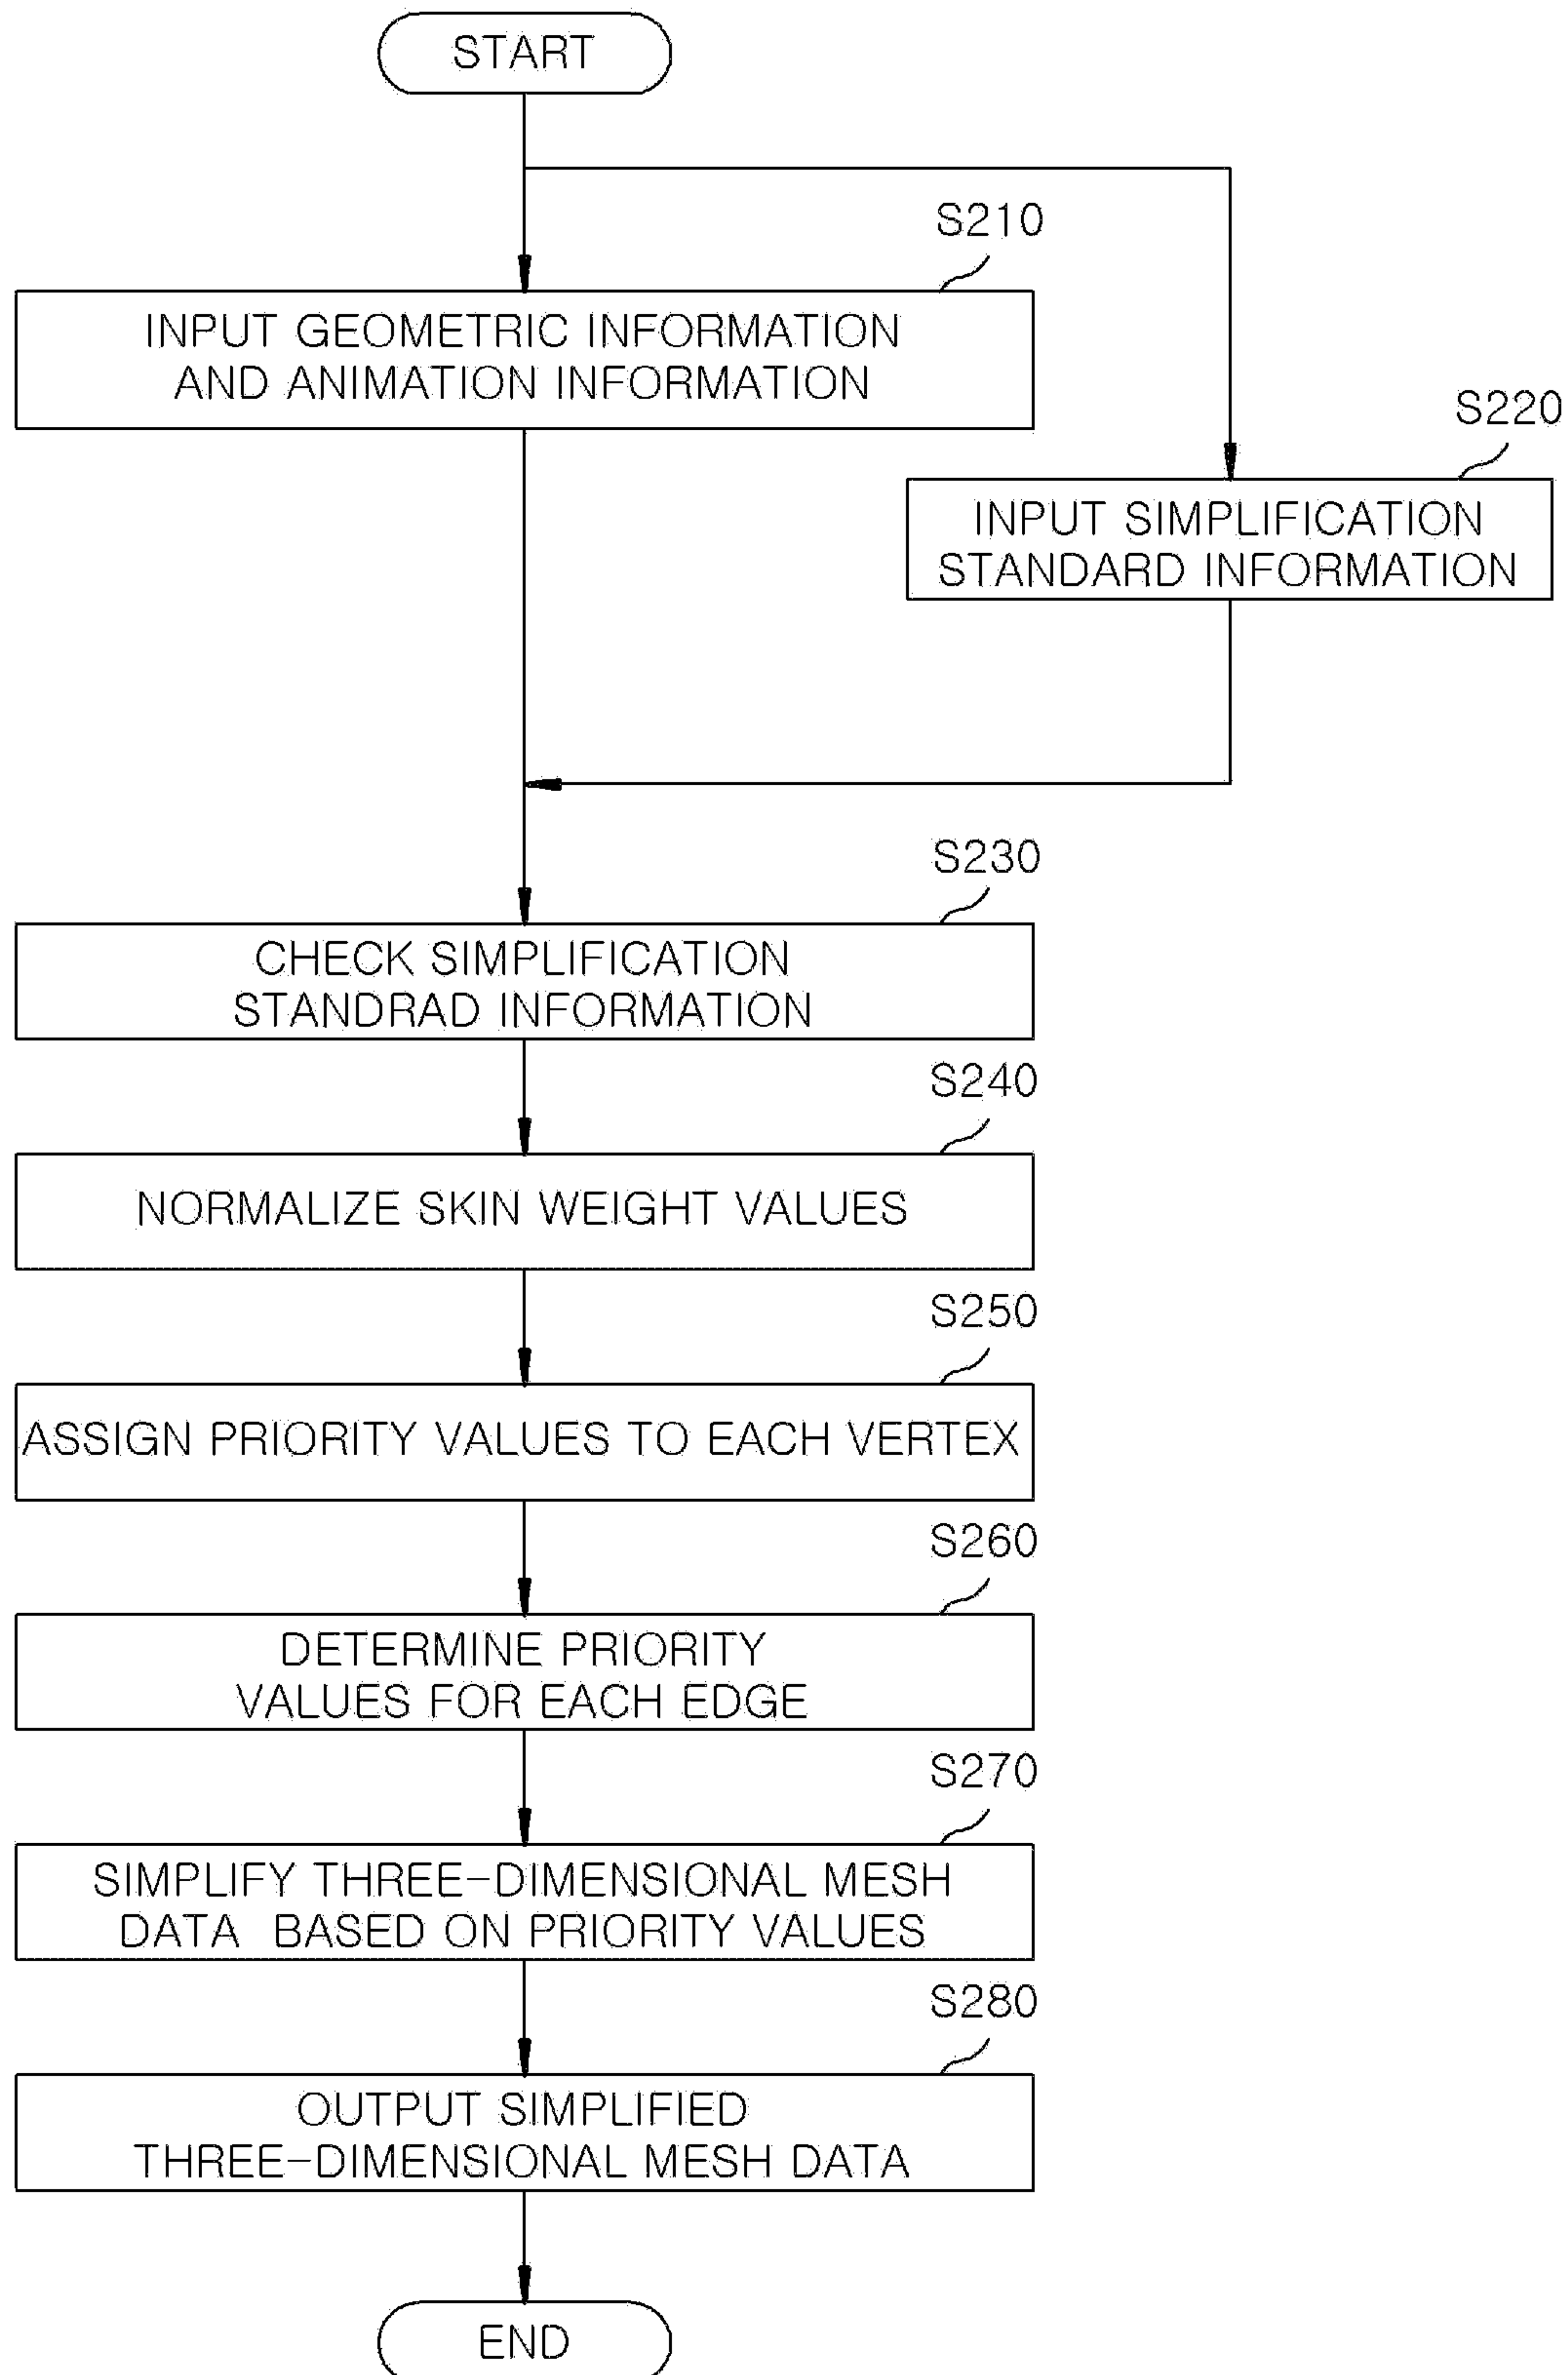 START
S210
INPUT GEOMETRIC INFORMATION
AND ANIMATION INFORMATION
S220
INPUT SIMPLIFICATION
STANDARD INFORMATION
S230
CHECK SIMPLIFICATION
STANDRAD INFORMATION
S240
NORMALIZE SKIN WEIGHT VALUES
S250
ASSIGN PRIORITY VALUES TO EACH VERTEX
S260
DETERMINE PRIORITY
VALUES FOR EACH EDGE
S270
SIMPLIFY THREE-DIMENSIONAL MESH
DATA BASED ON PRIORITY VALUES
S280
OUTPUT SIMPLIFIED
THREE-DIMENSIONAL MESH DATA
END